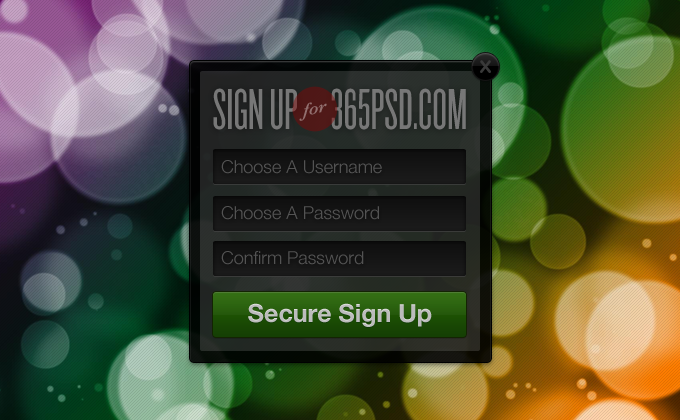 SIGN UP for 365PSD.COM
X
Choose A Username
Choose A Password
Confirm Password
Secure Sign Up